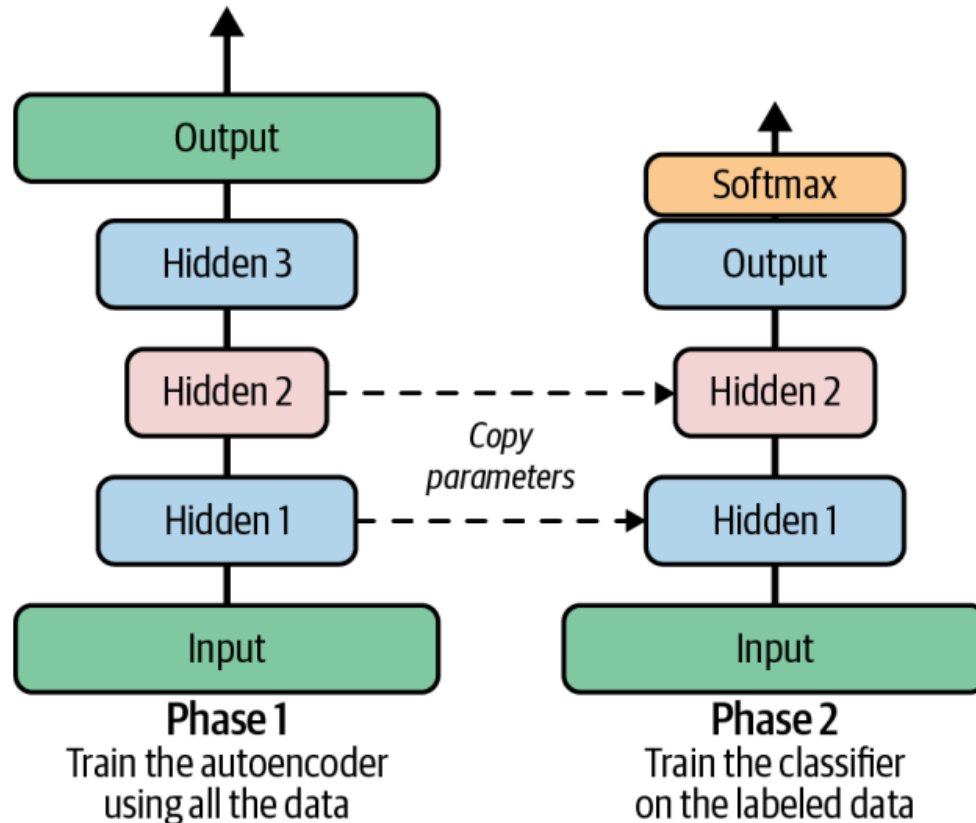 Output
Hidden 3
Hidden 2
Hidden 1
Input
Phase 1
Train the autoencoder
using all the data
Copy
parameters
Softmax
Output
Hidden 2
Hidden 1
Input
Phase 2
Train the classifier
on the labeled data